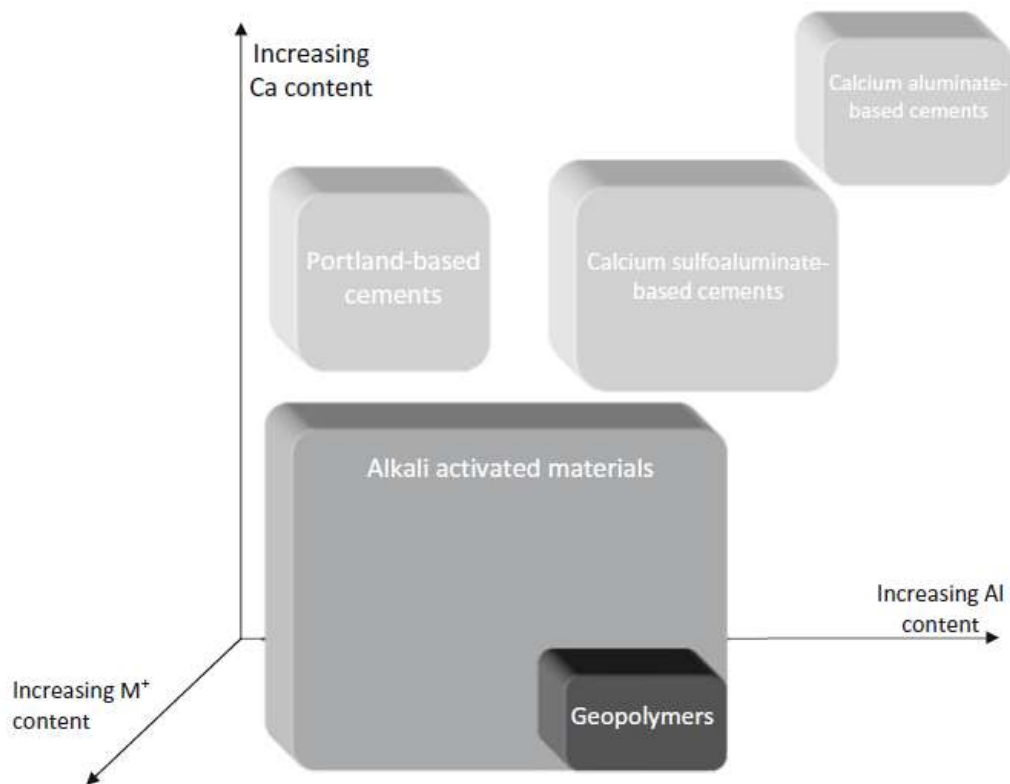 Increasing
Ca content
Calcium aluminate-
based cements
Portland-based
cements
Calcium sulfoaluminate-
based cements
Alkali activated materials
Increasing Al
content
Increasing M⁺
content
Geopolymers